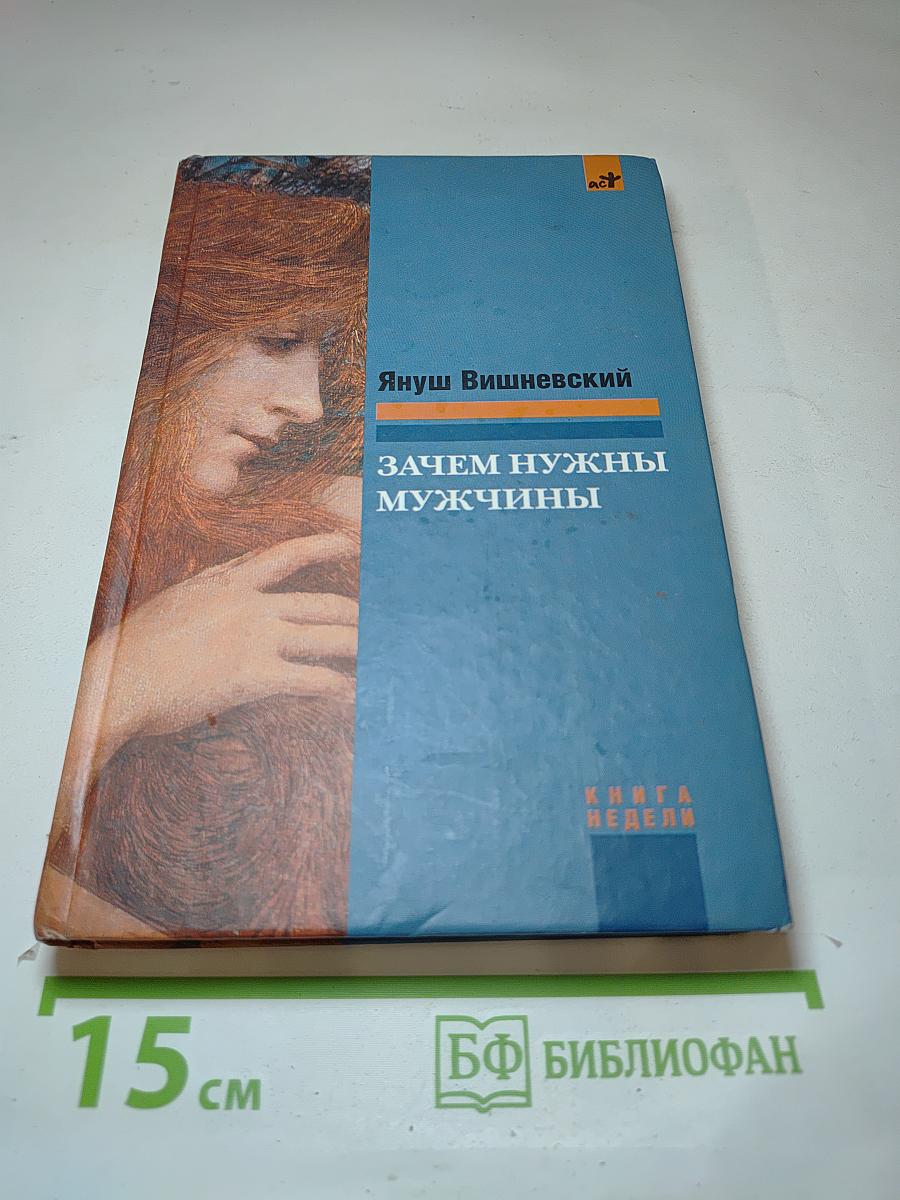 аст
Януш Вишневский
ЗАЧЕМ НУЖНЫ
МУЖЧИНЫ
КНИГА
НЕДЕЛИ
15 см
БФ БИБЛИОФАН